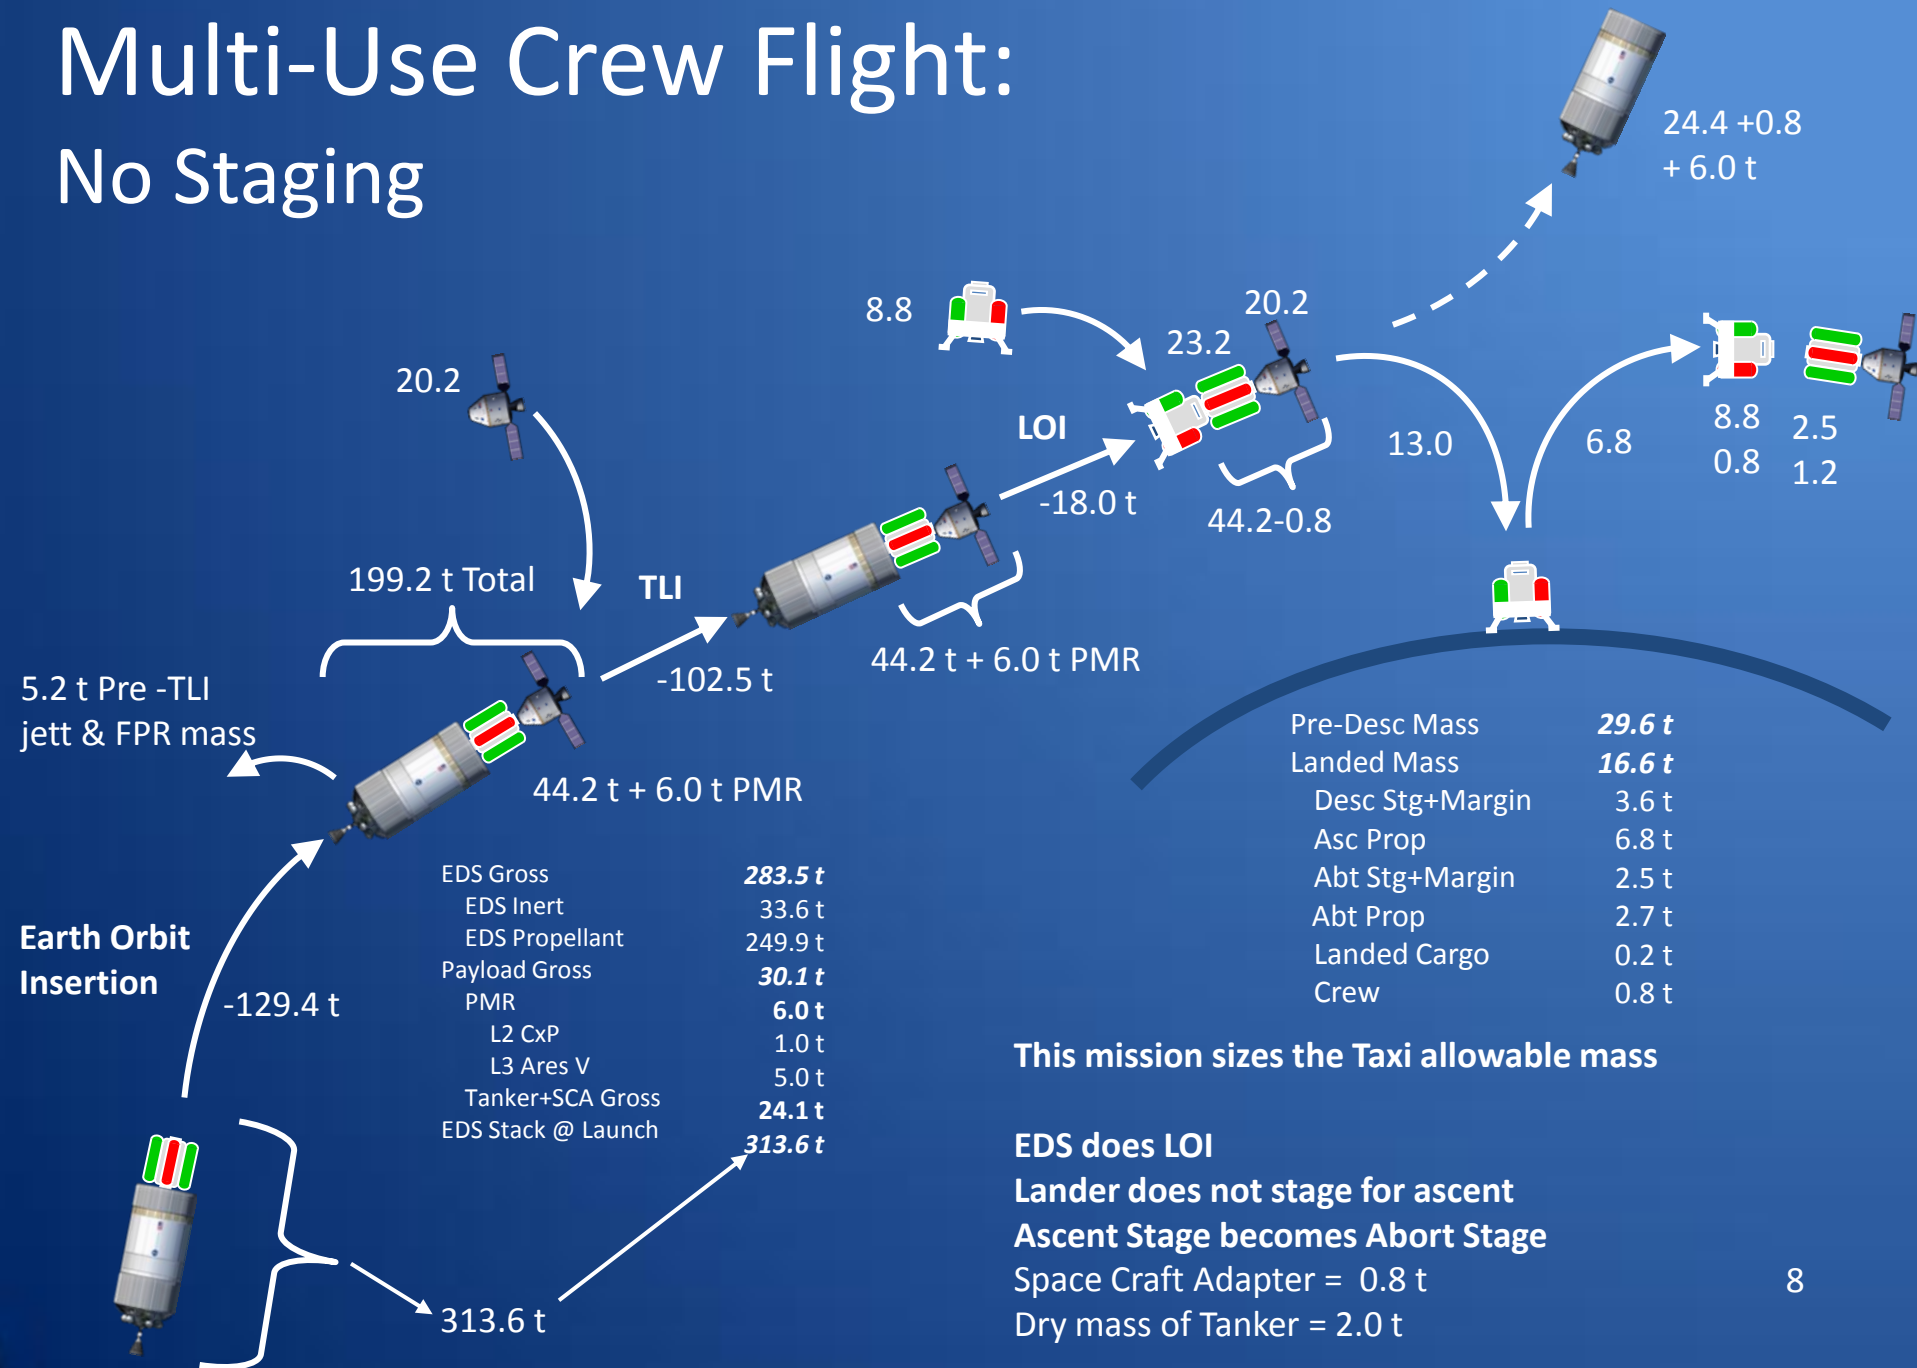 Multi-Use Crew Flight:
No Staging
24.4 +0.8
+ 6.0 t
8.8
20.2
23.2
20.2
LOI
-18.0 t
44.2-0.8
13.0
6.8
8.8
0.8
2.5
1.2
199.2 t Total
TLI
-102.5 t
44.2 t + 6.0 t PMR
5.2 t Pre -TLI
jett & FPR mass
44.2 t + 6.0 t PMR
Earth Orbit
Insertion
-129.4 t
EDS Gross 283.5 t
EDS Inert 33.6 t
EDS Propellant 249.9 t
Payload Gross 30.1 t
PMR 6.0 t
L2 CxP 1.0 t
L3 Ares V 5.0 t
Tanker+SCA Gross 24.1 t
EDS Stack @ Launch 313.6 t
313.6 t
Pre-Desc Mass 29.6 t
Landed Mass 16.6 t
Desc Stg+Margin 3.6 t
Asc Prop 6.8 t
Abt Stg+Margin 2.5 t
Abt Prop 2.7 t
Landed Cargo 0.2 t
Crew 0.8 t
This mission sizes the Taxi allowable mass
EDS does LOI
Lander does not stage for ascent
Ascent Stage becomes Abort Stage
Space Craft Adapter = 0.8 t
Dry mass of Tanker = 2.0 t
8